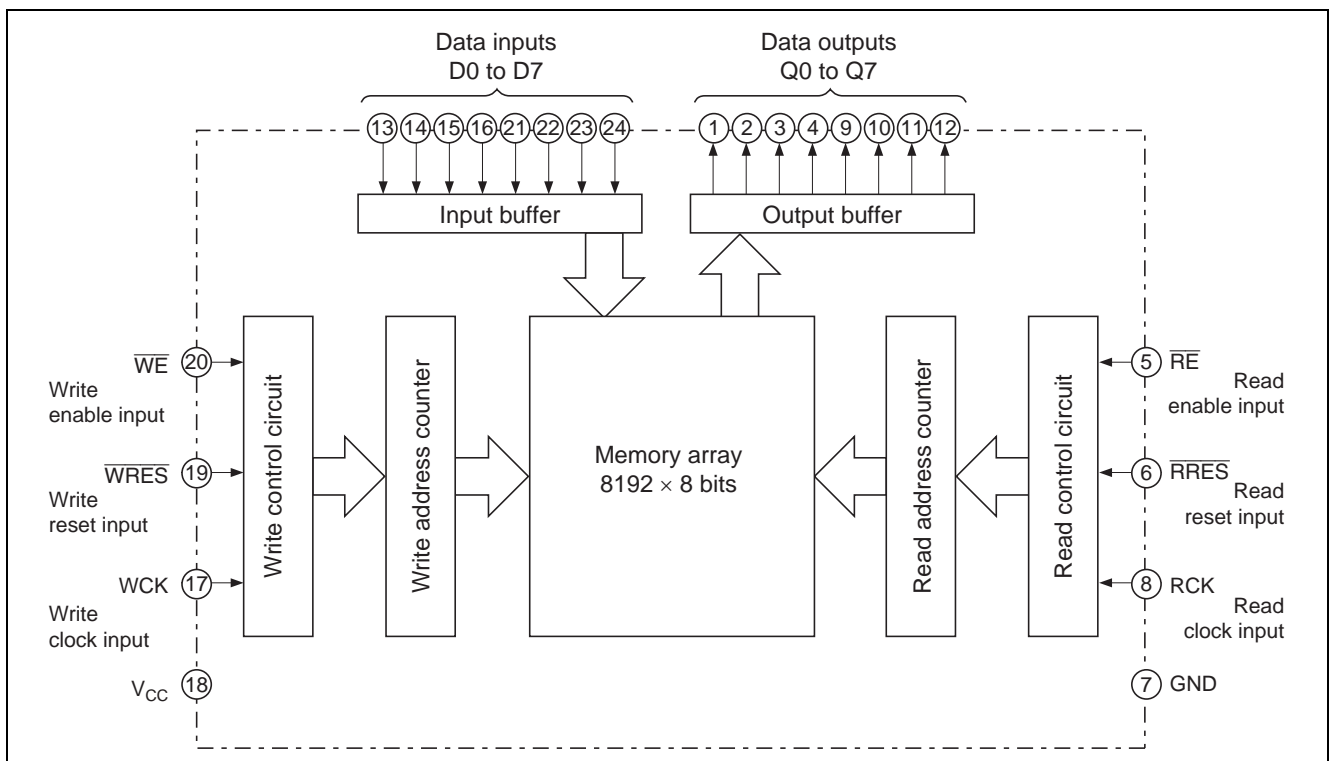 Data inputs
D0 to D7
Data outputs
Q0 to Q7
13 14 15 16 21 22 23 24
1 2 3 4 9 10 11 12
Input buffer
Output buffer
W̅E̅ 20
Write
enable input
W̅R̅E̅S̅ 19
Write
reset input
WCK 17
Write
clock input
VCC 18
Write control circuit
Write address counter
Memory array
8192 × 8 bits
Read address counter
Read control circuit
5 R̅E̅
Read
enable input
6 R̅R̅E̅S̅
Read
reset input
8 RCK
Read
clock input
7 GND